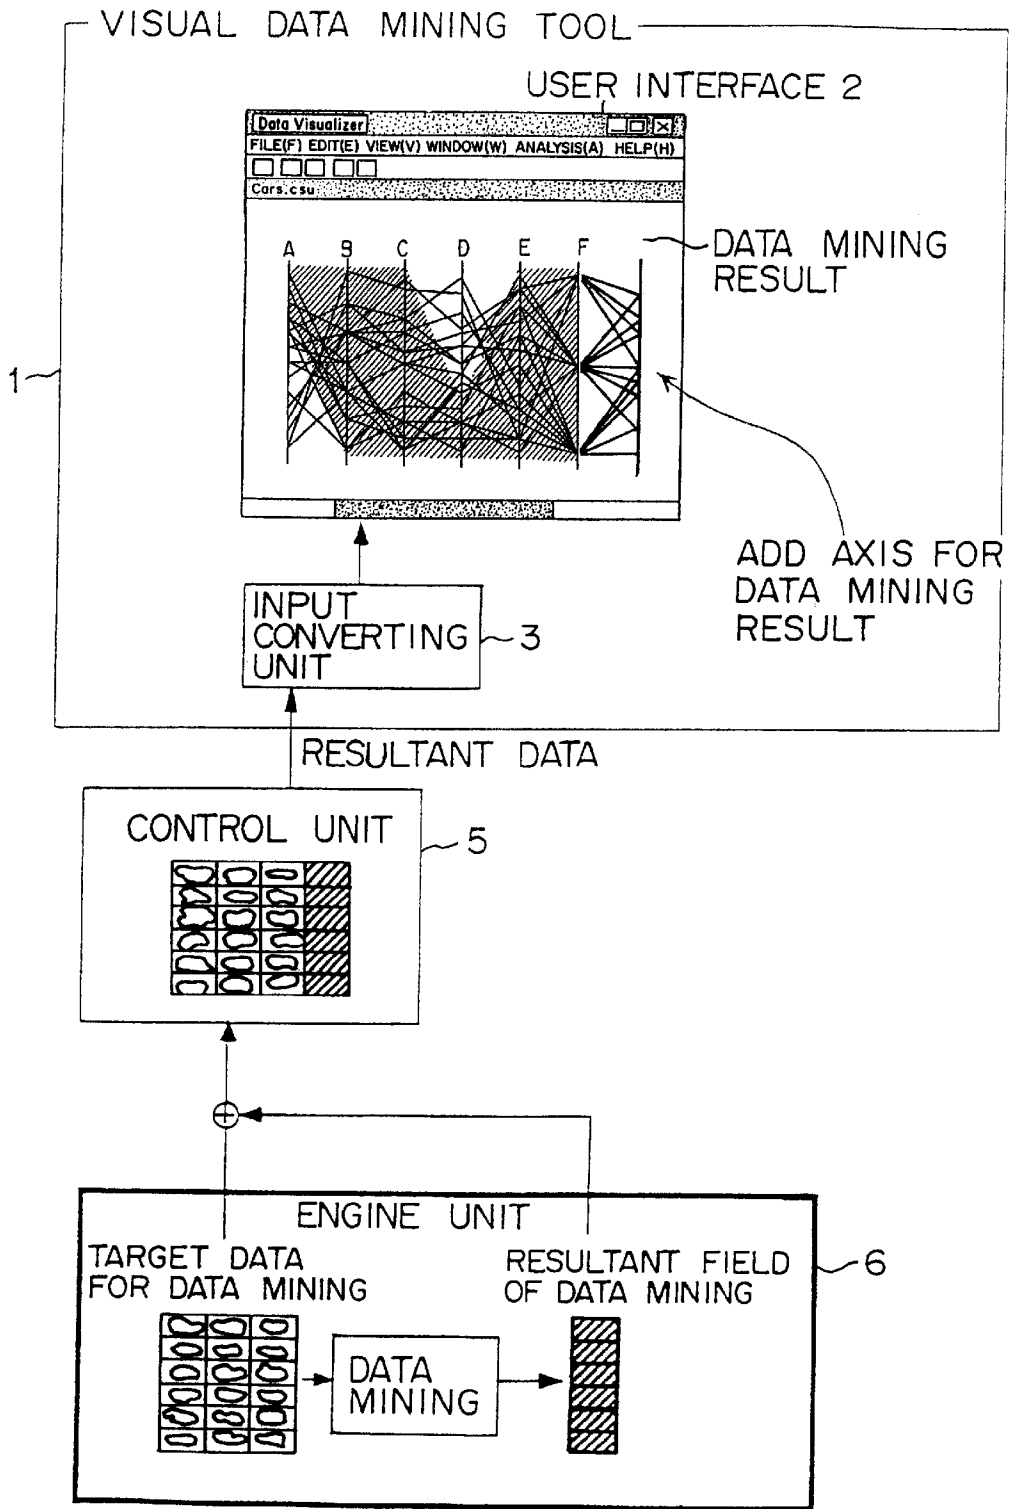 VISUAL DATA MINING TOOL
USER INTERFACE 2
Data Visualizer
FILE(F) EDIT(E) VIEW(V) WINDOW(W) ANALYSIS(A) HELP(H)
Cars.csu
A B C D E F
DATA MINING
RESULT
1
ADD AXIS FOR
DATA MINING
RESULT
INPUT
CONVERTING
UNIT
3
RESULTANT DATA
CONTROL UNIT
5
ENGINE UNIT
6
TARGET DATA
FOR DATA MINING
RESULTANT FIELD
OF DATA MINING
DATA
MINING